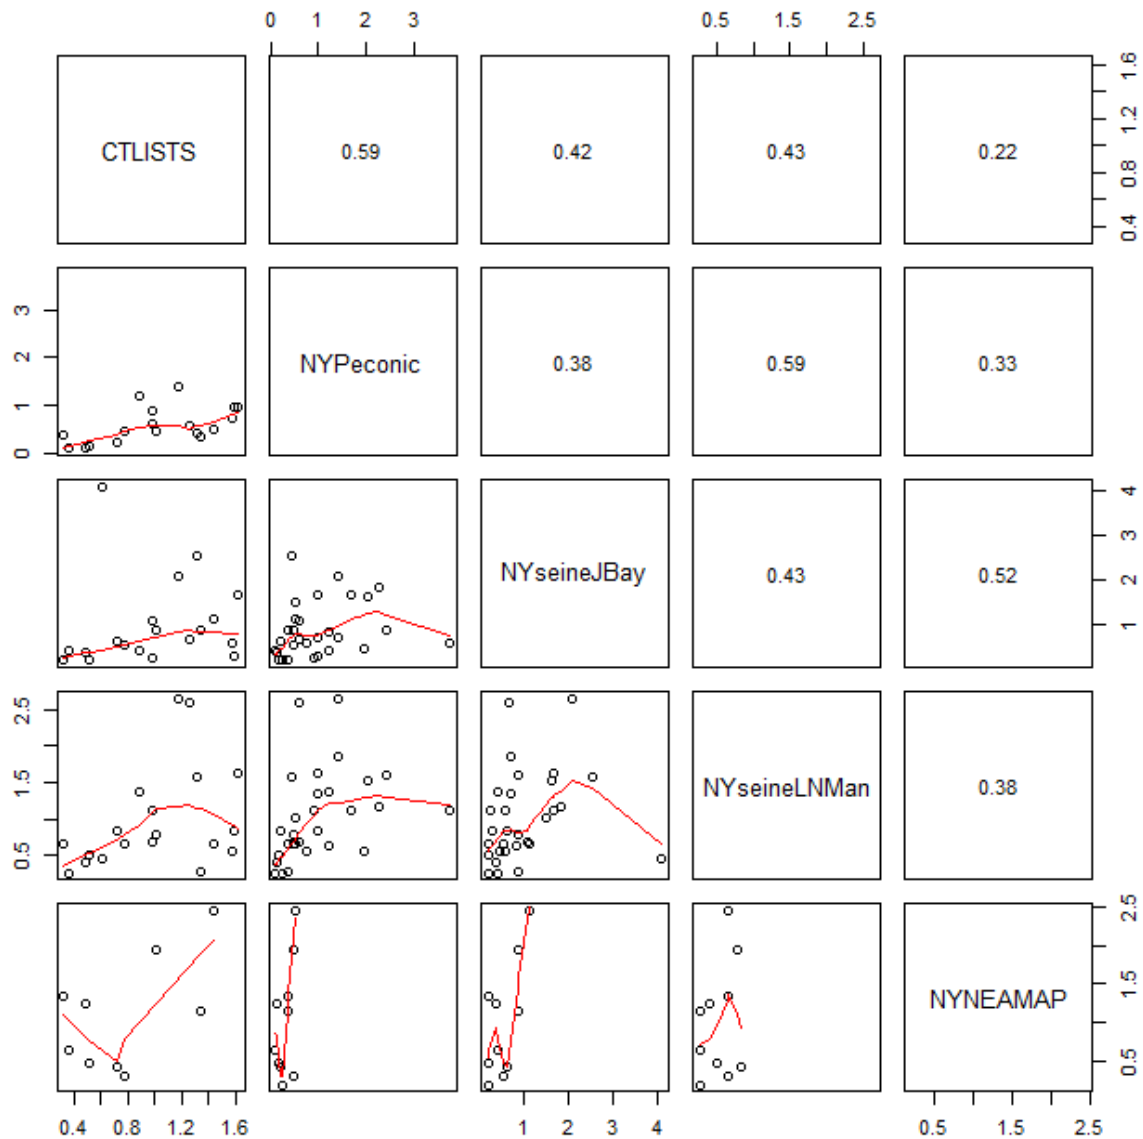 0 1 2 3 0.5 1.5 2.5
CTLISTS 0.59 0.42 0.43 0.22
0.4 0.8 1.2 1.6
0 1 2 3
NYPeconic 0.38 0.59 0.33
NYseineJBay 0.43 0.52
1 2 3 4
0.5 1.5 2.5
NYseineLNMan 0.38
NYNEAMAP
0.5 1.5 2.5
0.4 0.8 1.2 1.6 1 2 3 4 0.5 1.5 2.5